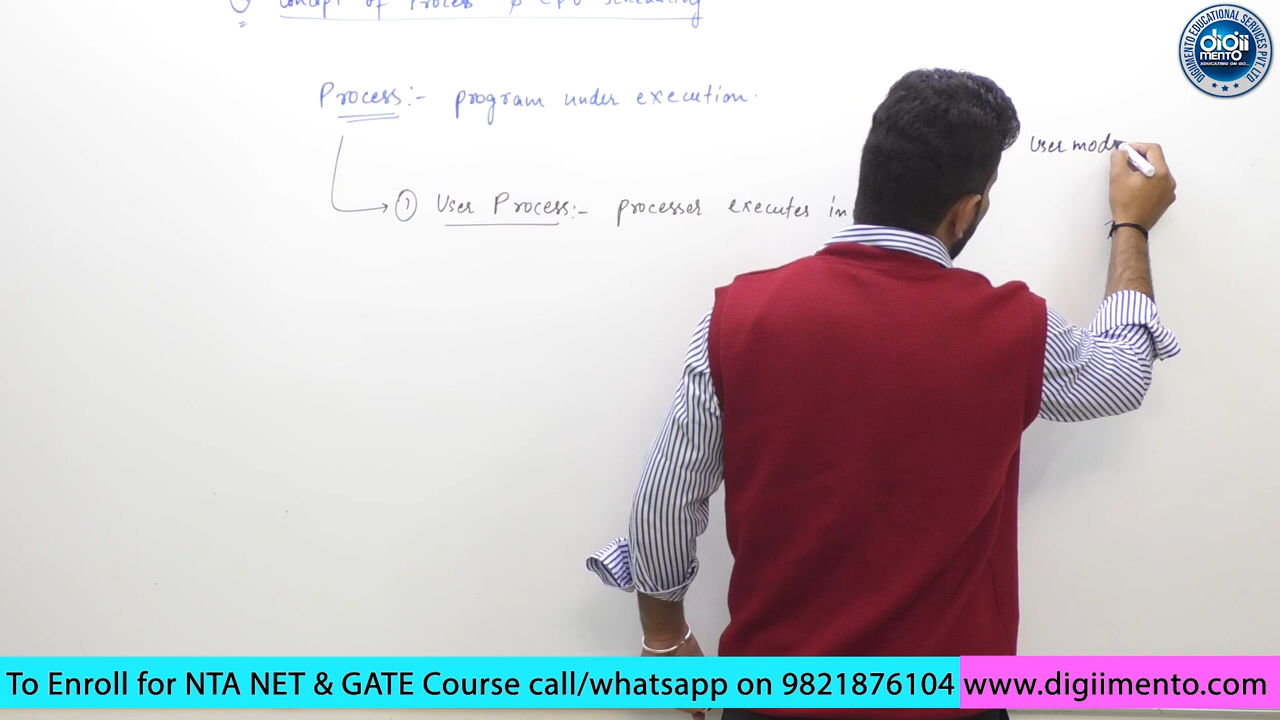 Concept of Process & CPU Scheduling
Process:- program under execution.
User mod
① User Process:- processer executes in
DIGIIMENTO EDUCATIONAL SERVICES PVT. LTD
digii
MENTO
EDUCATING ON GO...
To Enroll for NTA NET & GATE Course call/whatsapp on 9821876104 www.digiimento.com